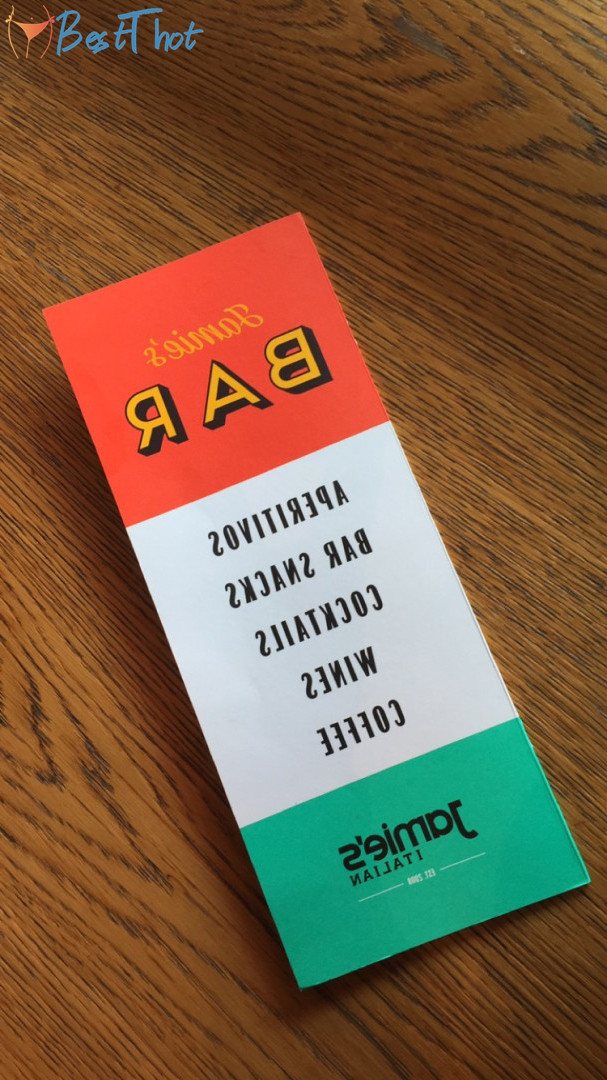 BestThot
Jamie's
BAR
APERITIVOS
BAR SNACKS
COCKTAILS
WINES
COFFEE
Jamie's
ITALIAN
EST. 2008